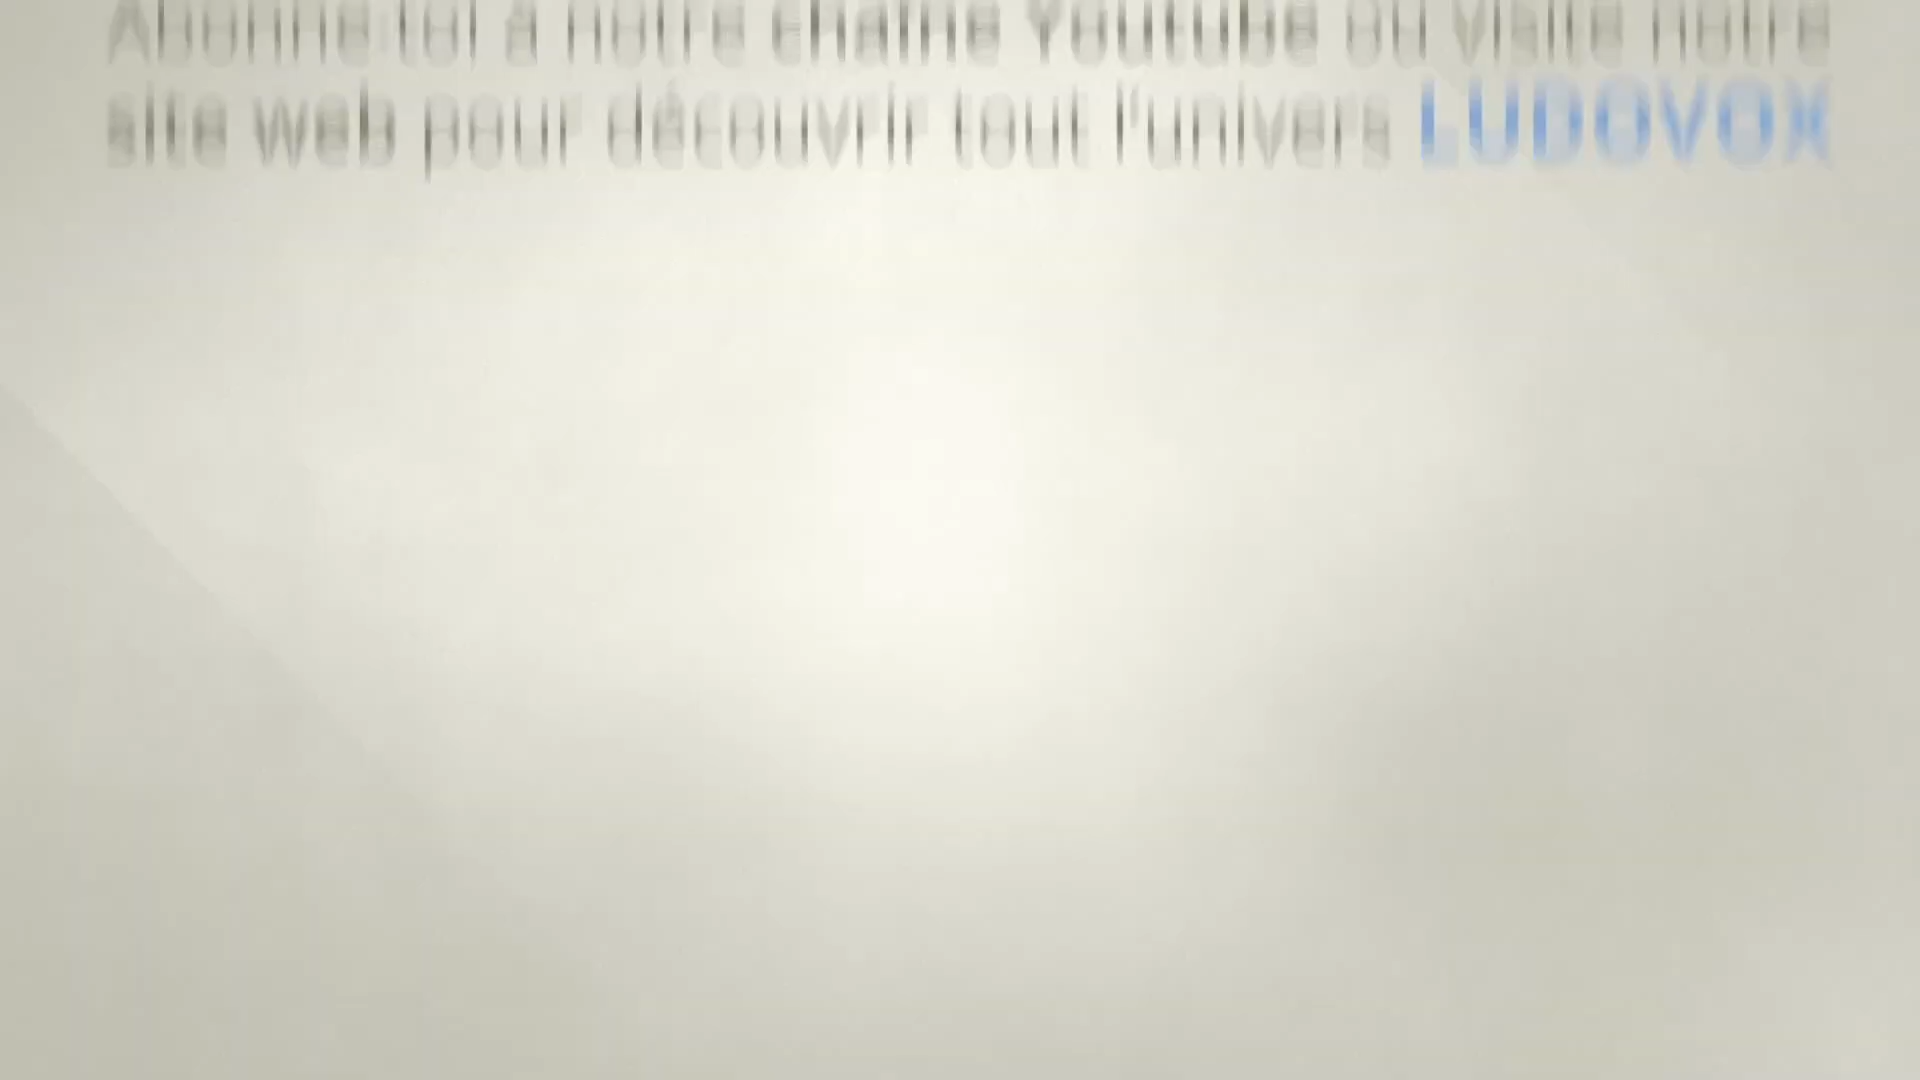 Abonne-toi à notre chaîne Youtube ou visite notre
site web pour découvrir tout l'univers LUDOVOX